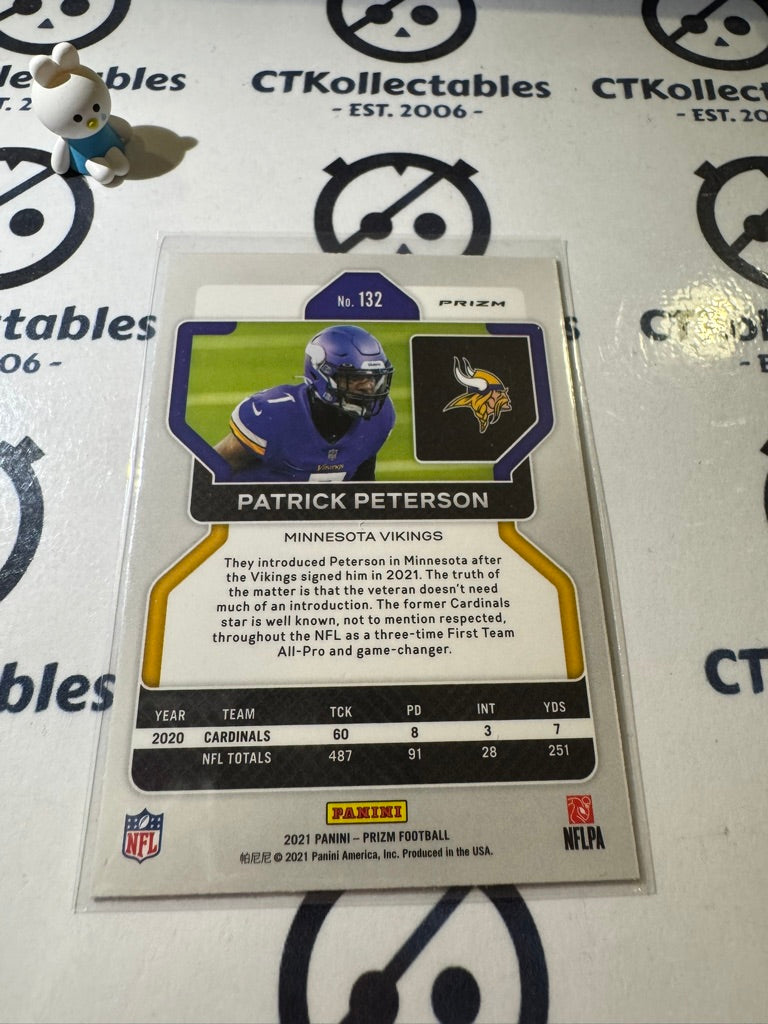 CTKollectables
- EST. 2006 -
No. 132
PRIZM
7
Vikings
PATRICK PETERSON
MINNESOTA VIKINGS
They introduced Peterson in Minnesota after
the Vikings signed him in 2021. The truth of
the matter is that the veteran doesn't need
much of an introduction. The former Cardinals
star is well known, not to mention respected,
throughout the NFL as a three-time First Team
All-Pro and game-changer.
YEAR TEAM TCK PD INT YDS
2020 CARDINALS 60 8 3 7
NFL TOTALS 487 91 28 251
NFL
PANINI
2021 PANINI – PRIZM FOOTBALL
帕尼尼 © 2021 Panini America, Inc. Produced in the USA.
NFLPA